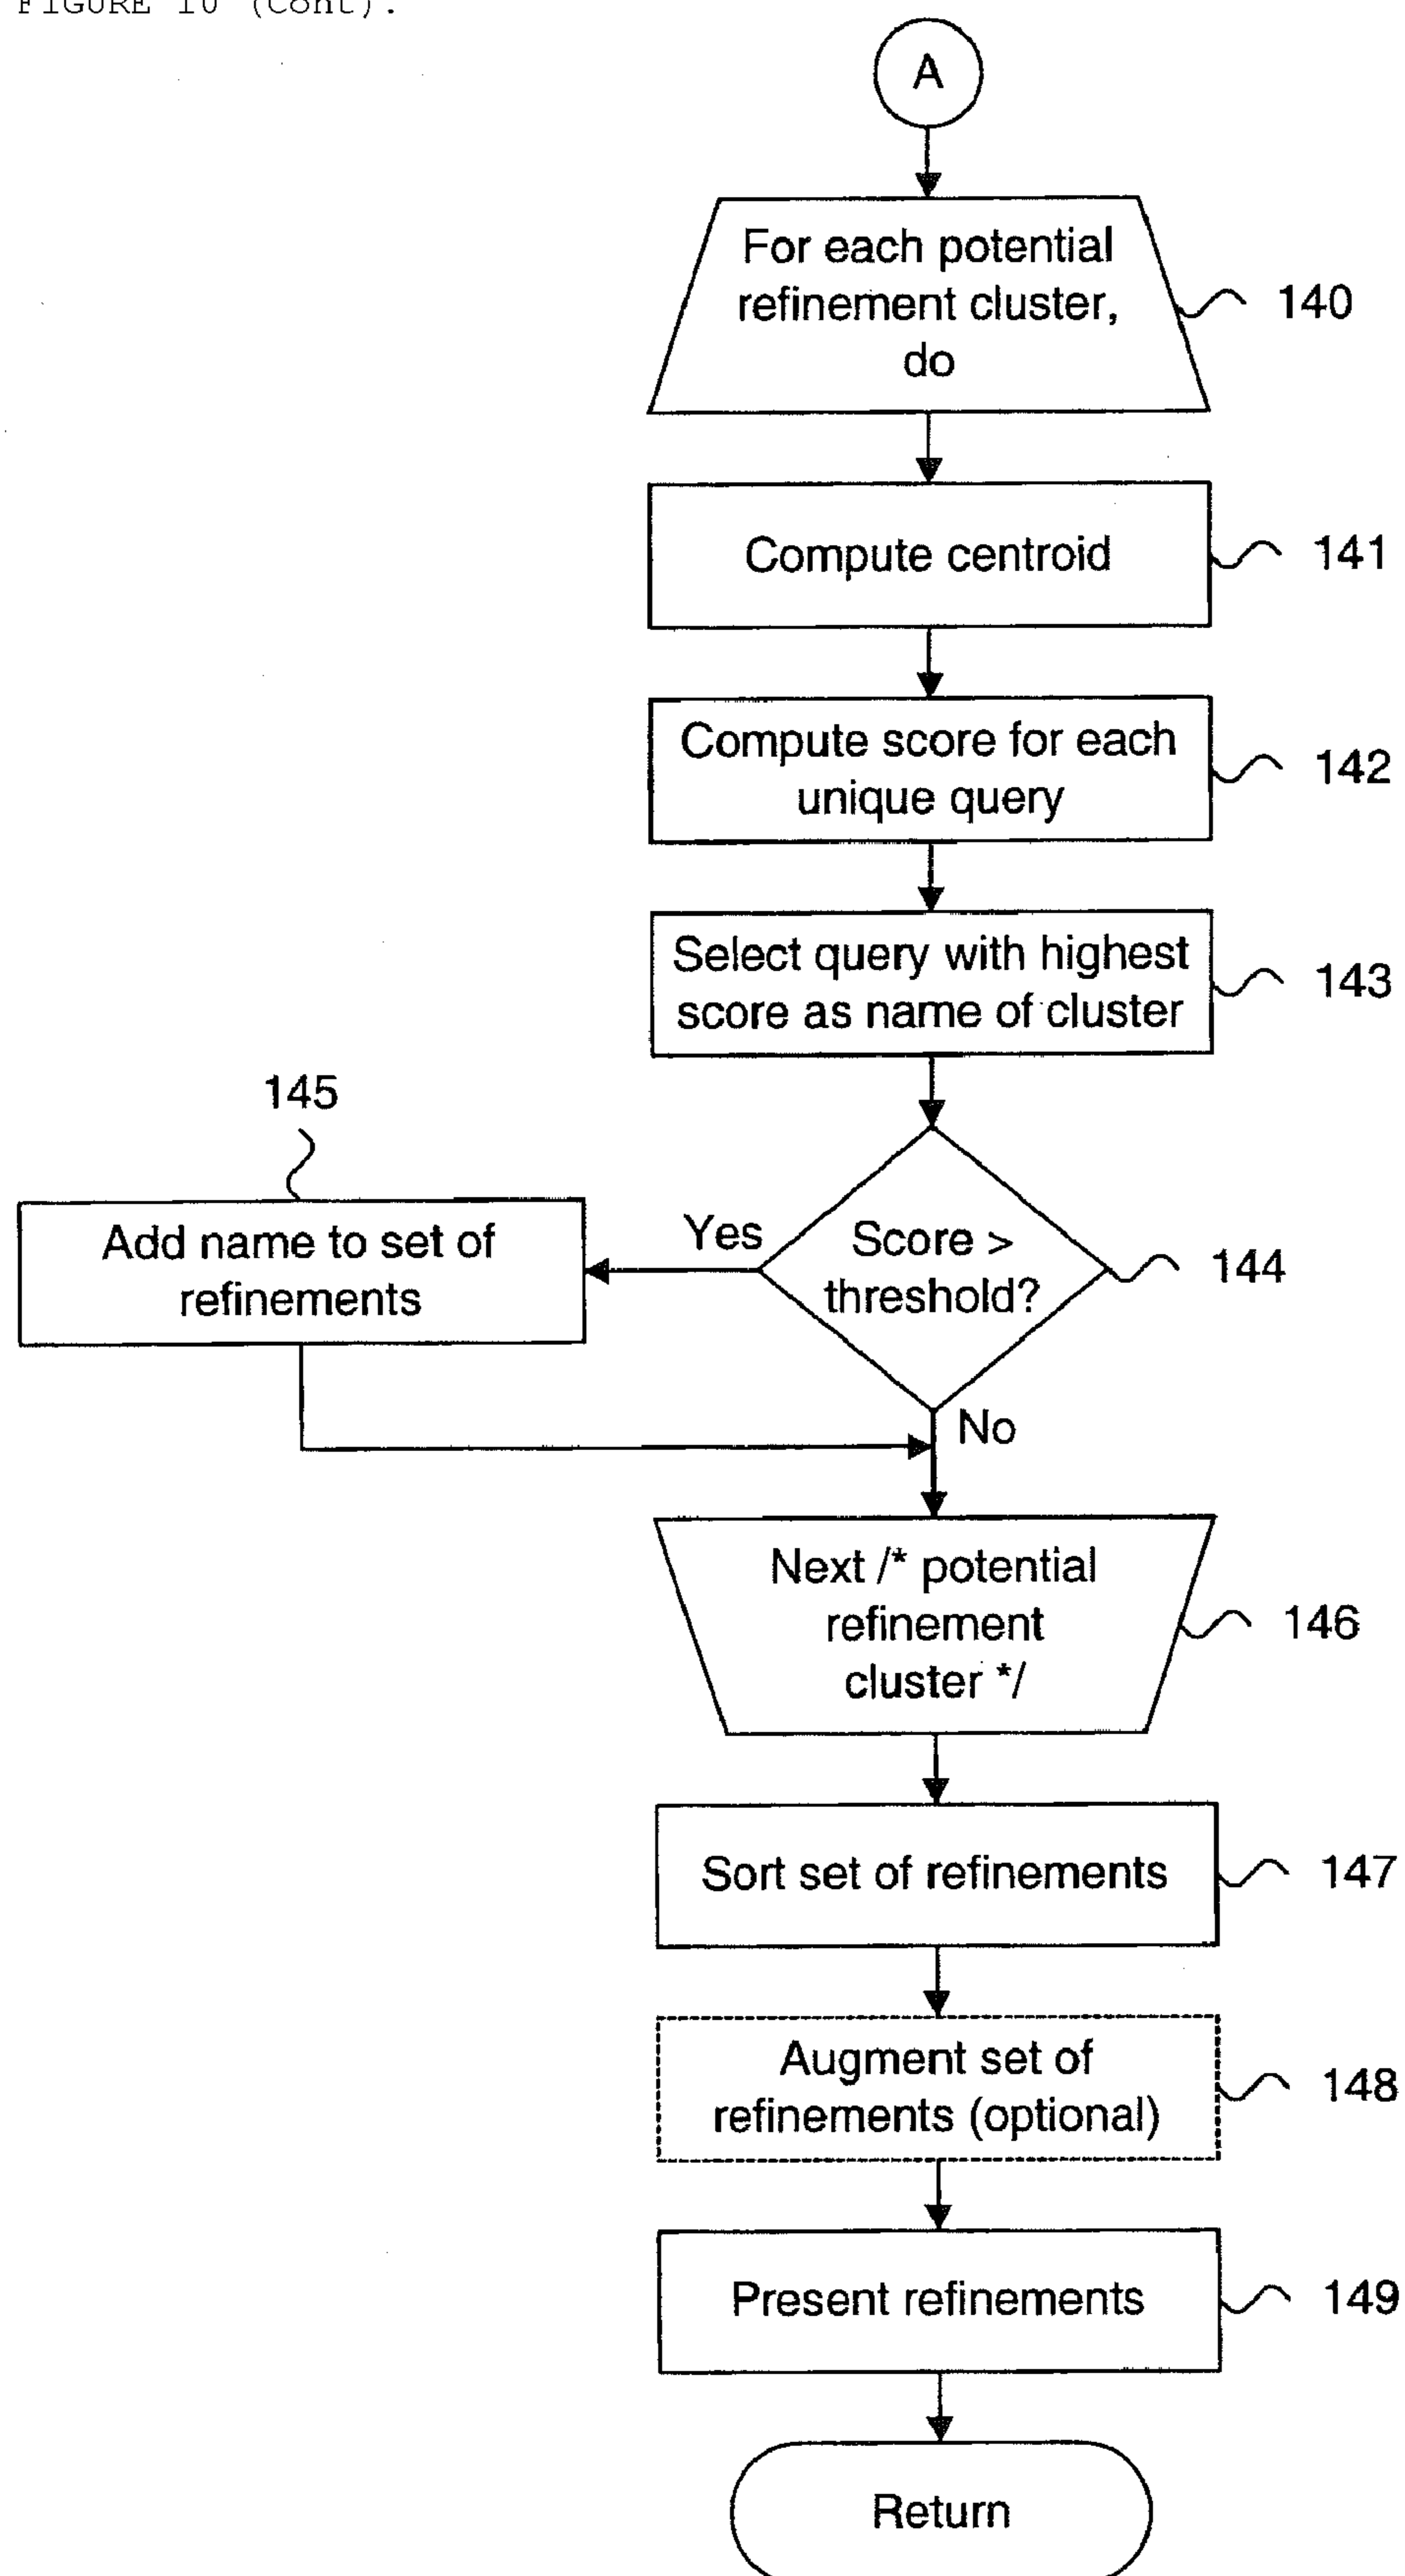 FIGURE 10 (Cont).
A
For each potential
refinement cluster,
do
140
Compute centroid
141
Compute score for each
unique query
142
Select query with highest
score as name of cluster
143
145
Add name to set of
refinements
Yes
Score >
threshold?
144
No
Next /* potential
refinement
cluster */
146
Sort set of refinements
147
Augment set of
refinements (optional)
148
Present refinements
149
Return